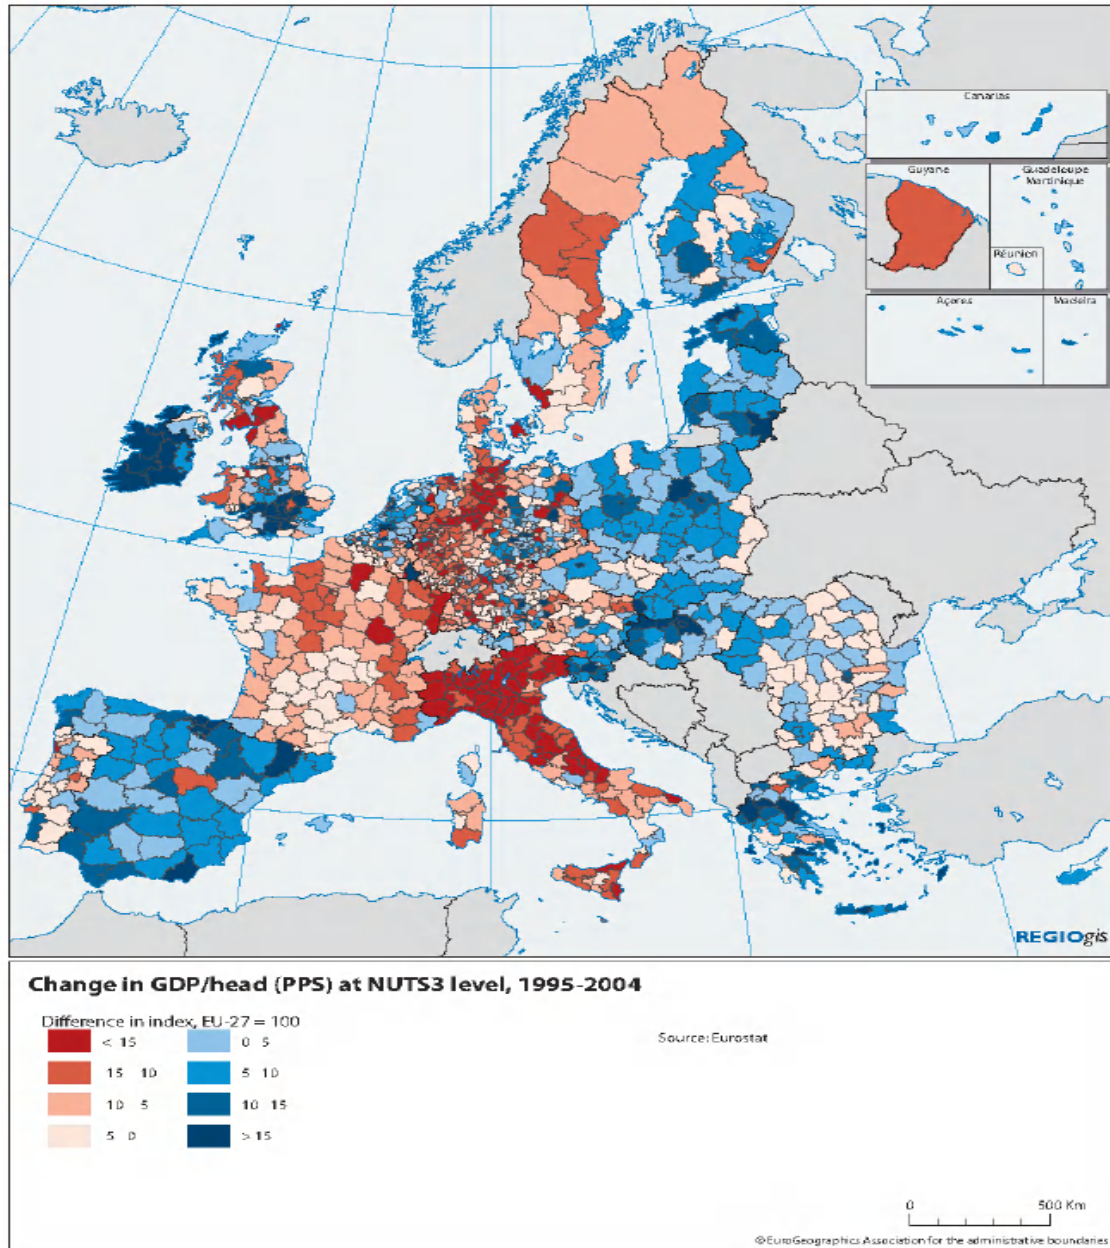 Canarias
Guyane
Guadeloupe
Martinique
Réunion
Açores
Madeira
REGIOgis
Change in GDP/head (PPS) at NUTS3 level, 1995-2004
Difference in index, EU-27 = 100
< 15
15 10
10 5
5 0
0 5
5 10
10 15
> 15
Source: Eurostat
0 500 Km
©EuroGeographics Association for the administrative boundaries